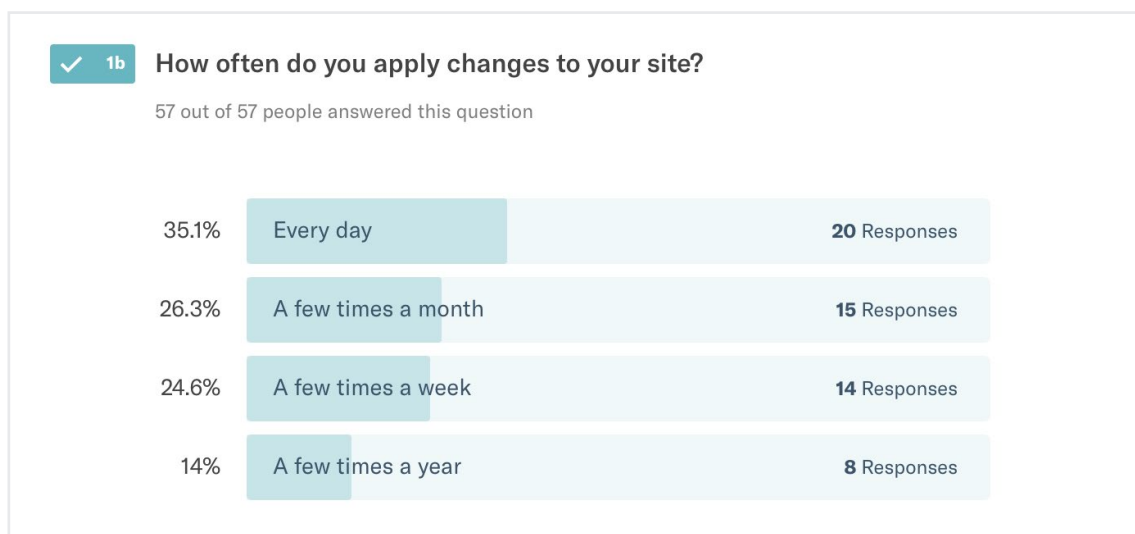 1b How often do you apply changes to your site?
57 out of 57 people answered this question
35.1% Every day 20 Responses
26.3% A few times a month 15 Responses
24.6% A few times a week 14 Responses
14% A few times a year 8 Responses